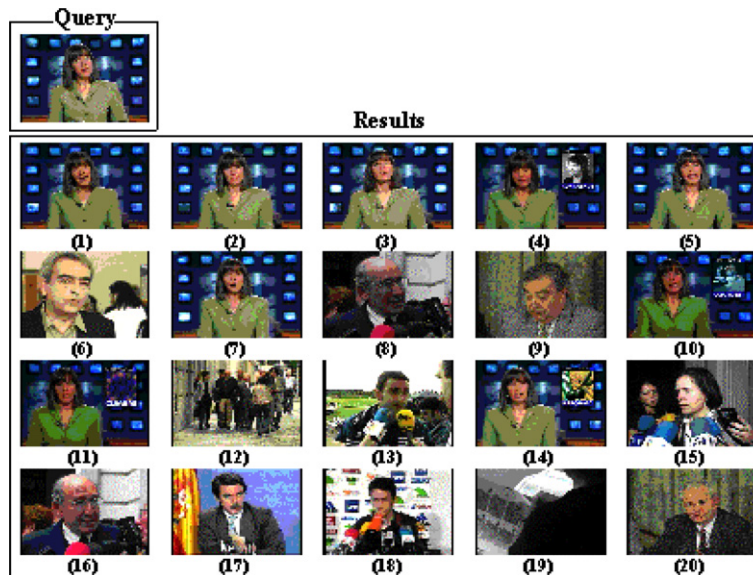 Query
Results
(1) (2) (3) (4) (5)
(6) (7) (8) (9) (10)
(11) (12) (13) (14) (15)
(16) (17) (18) (19) (20)